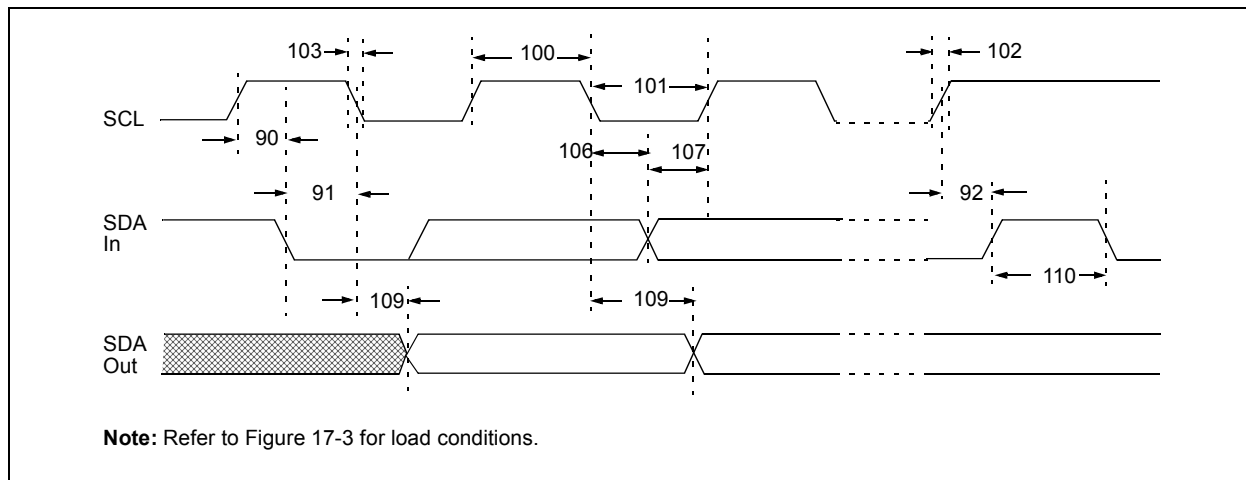 103
100
102
101
SCL
90
106
107
91
92
SDA
In
109
109
110
SDA
Out
Note: Refer to Figure 17-3 for load conditions.